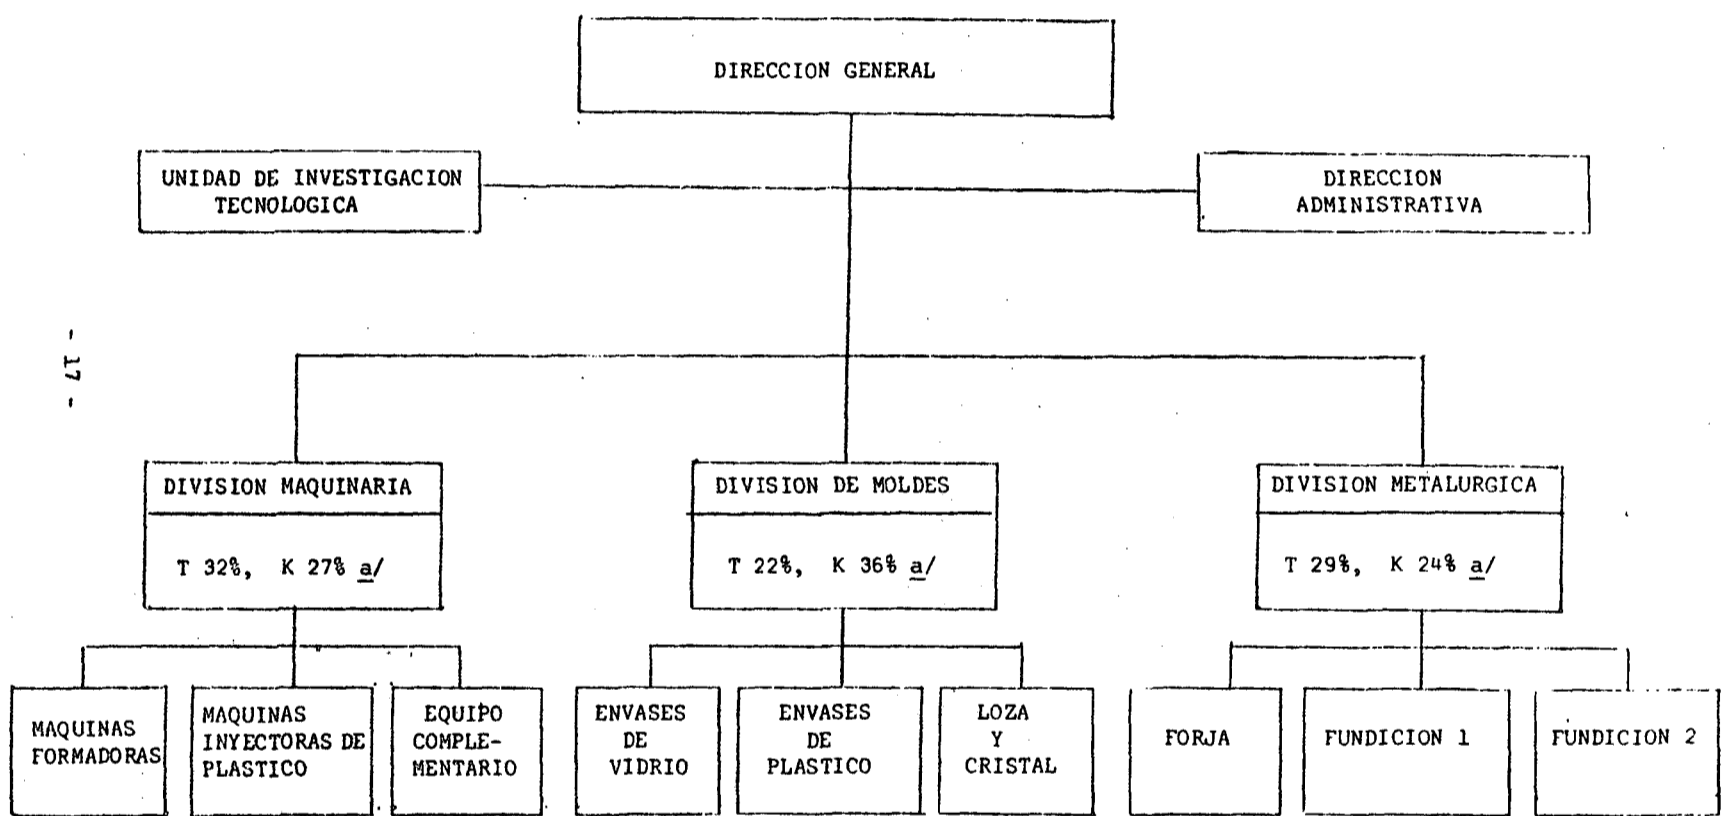 DIRECCION GENERAL
UNIDAD DE INVESTIGACION
TECNOLOGICA
DIRECCION
ADMINISTRATIVA
- 17 -
DIVISION MAQUINARIA
T 32%, K 27% a/
DIVISION DE MOLDES
T 22%, K 36% a/
DIVISION METALURGICA
T 29%, K 24% a/
MAQUINAS
FORMADORAS
MAQUINAS
INYECTORAS DE
PLASTICO
EQUIPO
COMPLE-
MENTARIO
ENVASES
DE
VIDRIO
ENVASES
DE
PLASTICO
LOZA
Y
CRISTAL
FORJA
FUNDICION 1
FUNDICION 2